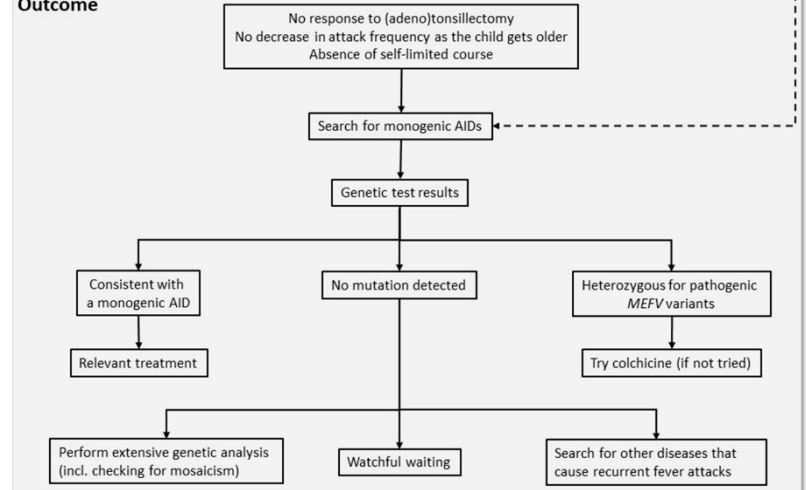 Outcome
No response to (adeno)tonsillectomy
No decrease in attack frequency as the child gets older
Absence of self-limited course
Search for monogenic AIDs
Genetic test results
Consistent with
a monogenic AID
No mutation detected
Heterozygous for pathogenic
MEFV variants
Relevant treatment
Try colchicine (if not tried)
Perform extensive genetic analysis
(incl. checking for mosaicism)
Watchful waiting
Search for other diseases that
cause recurrent fever attacks